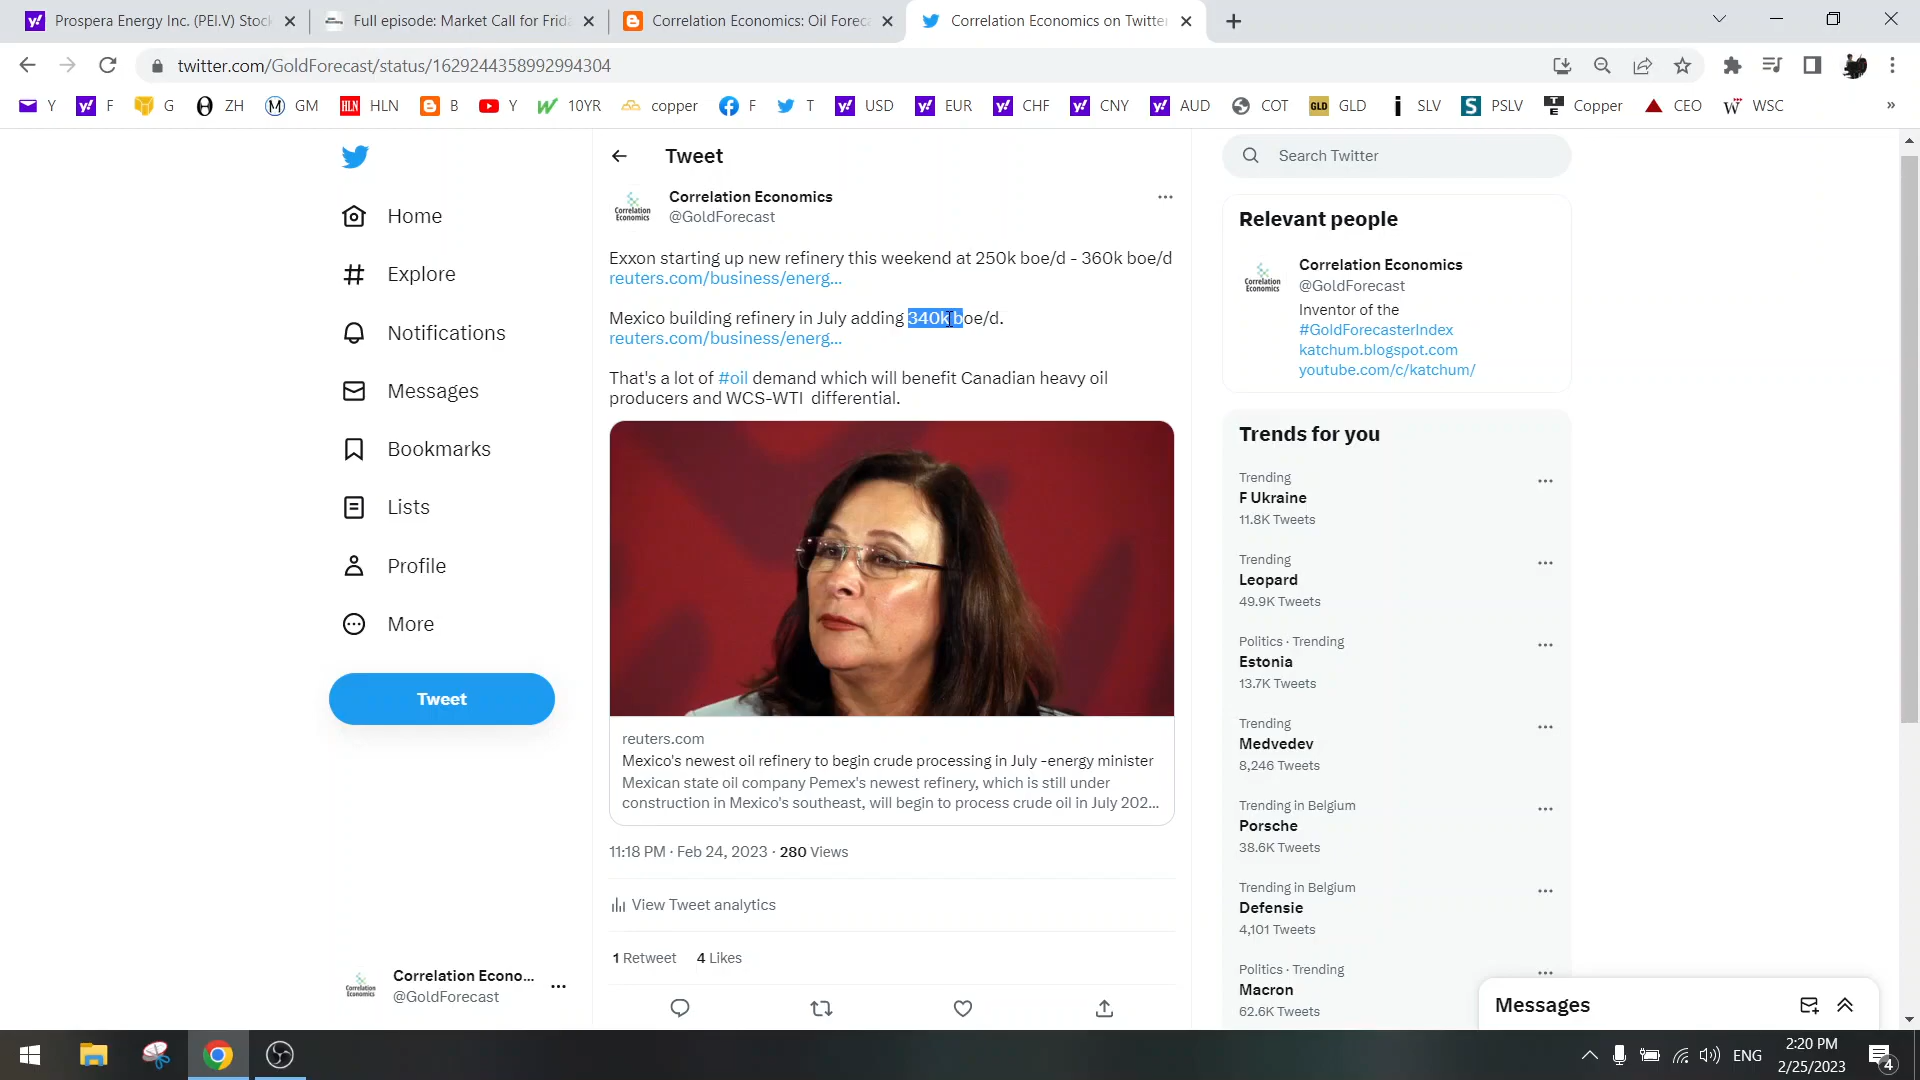 Prospera Energy Inc. (PEI.V) Stock
Full episode: Market Call for Frida
Correlation Economics: Oil Foreca
Correlation Economics on Twitter
twitter.com/GoldForecast/status/1629244358992994304
Y F G ZH GM HLN B Y 10YR copper F T USD EUR CHF CNY AUD COT GLD SLV PSLV Copper CEO WSC »
Home
Explore
Notifications
Messages
Bookmarks
Lists
Profile
More
Tweet
Correlation Econo...
@GoldForecast
Tweet
Correlation Economics
@GoldForecast
Exxon starting up new refinery this weekend at 250k boe/d - 360k boe/d
reuters.com/business/energ...
Mexico building refinery in July adding 340k boe/d.
reuters.com/business/energ...
That's a lot of #oil demand which will benefit Canadian heavy oil
producers and WCS-WTI differential.
reuters.com
Mexico's newest oil refinery to begin crude processing in July -energy minister
Mexican state oil company Pemex's newest refinery, which is still under
construction in Mexico's southeast, will begin to process crude oil in July 202...
11:18 PM · Feb 24, 2023 · 280 Views
View Tweet analytics
1 Retweet 4 Likes
Search Twitter
Relevant people
Correlation Economics
@GoldForecast
Inventor of the
#GoldForecasterIndex
katchum.blogspot.com
youtube.com/c/katchum/
Trends for you
Trending
F Ukraine
11.8K Tweets
Trending
Leopard
49.9K Tweets
Politics · Trending
Estonia
13.7K Tweets
Trending
Medvedev
8,246 Tweets
Trending in Belgium
Porsche
38.6K Tweets
Trending in Belgium
Defensie
4,101 Tweets
Politics · Trending
Macron
62.6K Tweets
Messages
ENG
2:20 PM
2/25/2023
4